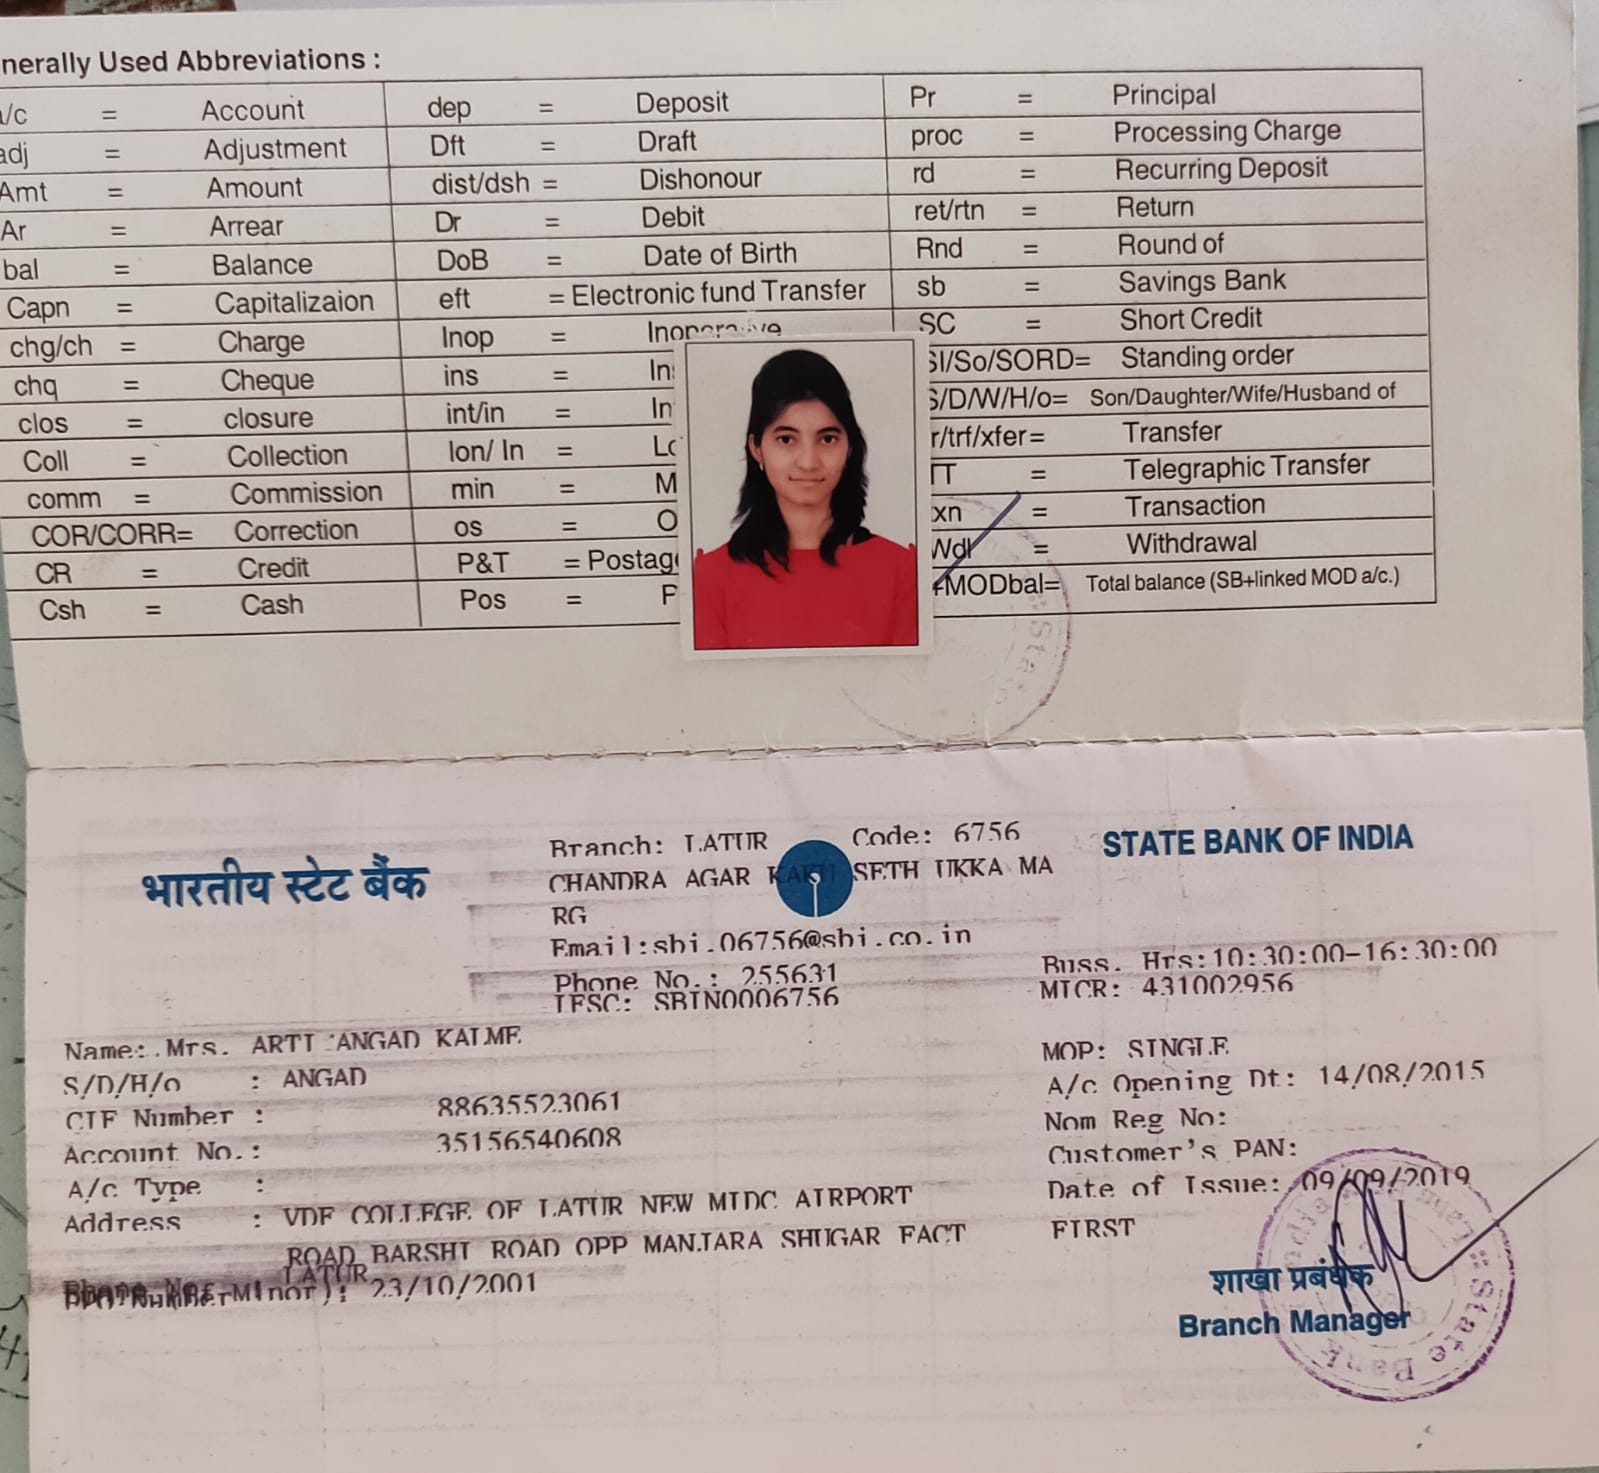 nerally Used Abbreviations :
a/c = Account dep = Deposit Pr = Principal
adj = Adjustment Dft = Draft proc = Processing Charge
Amt = Amount dist/dsh = Dishonour rd = Recurring Deposit
Ar = Arrear Dr = Debit ret/rtn = Return
bal = Balance DoB = Date of Birth Rnd = Round of
Capn = Capitalizaion eft = Electronic fund Transfer sb = Savings Bank
chg/ch = Charge Inop = Inoperative SC = Short Credit
chq = Cheque ins = In SI/So/SORD= Standing order
clos = closure int/in = In S/D/W/H/o= Son/Daughter/Wife/Husband of
Coll = Collection lon/ ln = Lo r/trf/xfer= Transfer
comm = Commission min = M TT = Telegraphic Transfer
COR/CORR= Correction os = O xn = Transaction
CR = Credit P&T = Postag Wdl = Withdrawal
Csh = Cash Pos = P +MODbal= Total balance (SB+linked MOD a/c.)
State
भारतीय स्टेट बैंक
Branch: LATUR Code: 6756
STATE BANK OF INDIA
CHANDRA AGAR KAKU SETH UKKA MA
RG
Email:sbi.06756@sbi.co.in
Phone No.: 255631 Buss. Hrs:10:30:00-16:30:00
IFSC: SBIN0006756 MICR: 431002956
Name: Mrs. ARTI ANGAD KALME MOP: SINGLE
S/D/H/o : ANGAD A/c Opening Dt: 14/08/2015
CIF Number : 88635523061 Nom Reg No:
Account No.: 35156540608 Customer's PAN:
A/c Type : Date of Issue: 09/09/2019
Address : VDF COLLEGE OF LATUR NEW MIDC AIRPORT
ROAD BARSHI ROAD OPP MANJARA SHUGAR FACT FIRST
LATUR
Minor): 23/10/2001
शाखा प्रबंधक
Branch Manager
State Bank